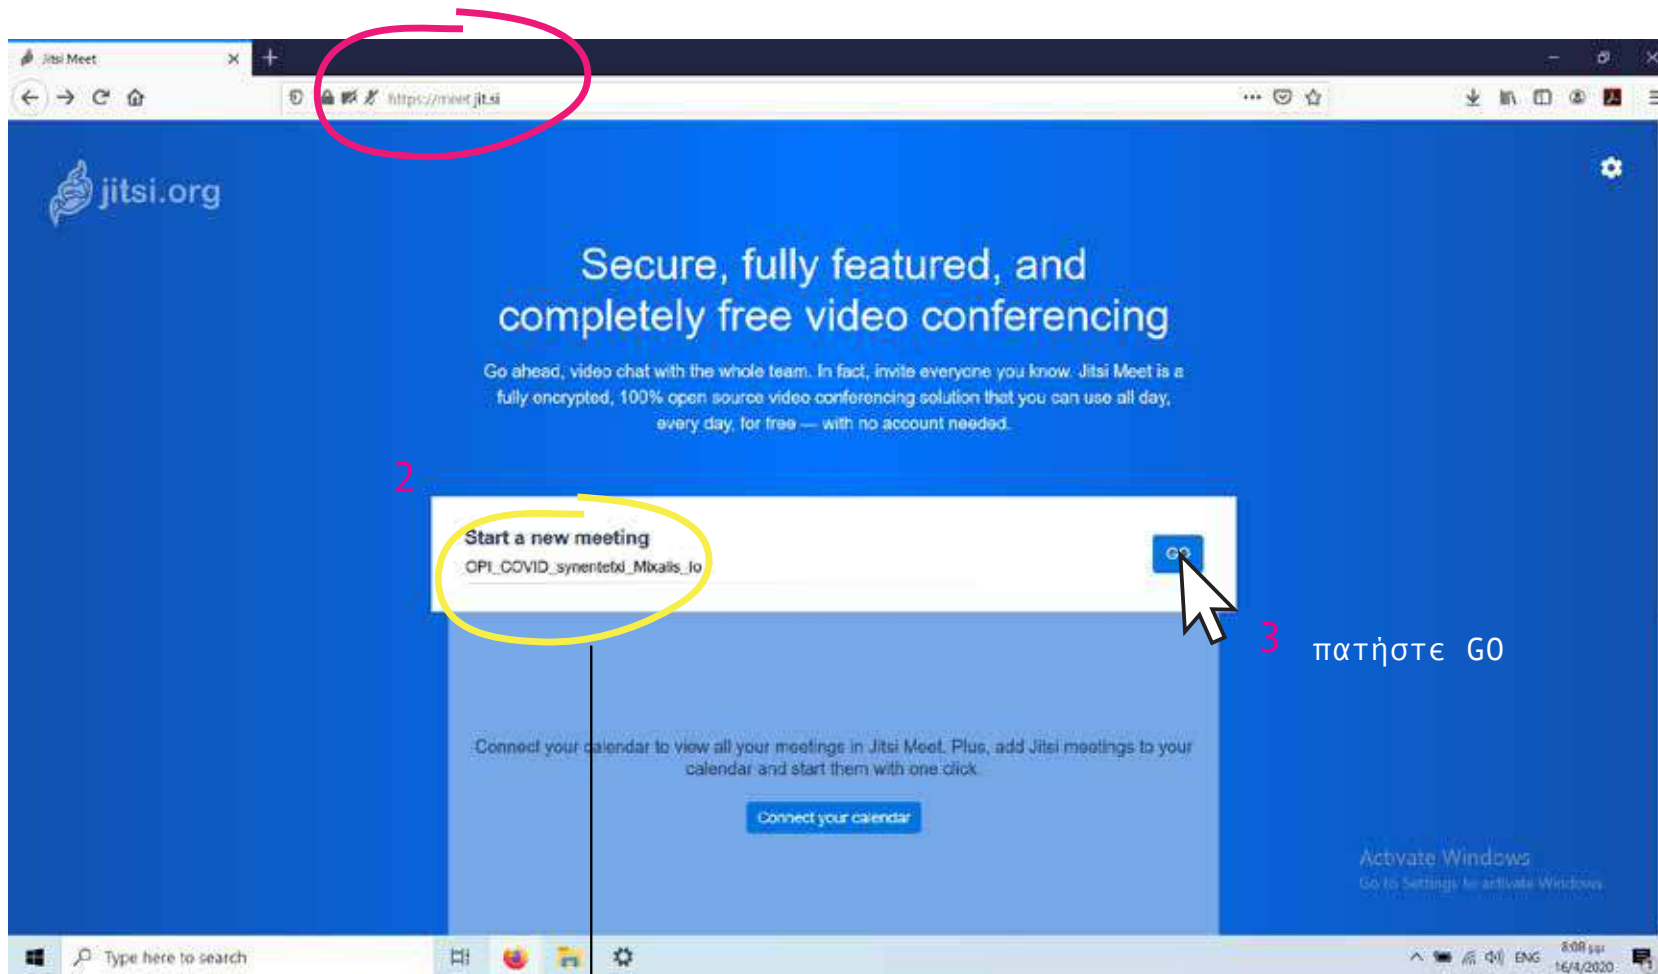 Jitsi Meet
https://meet.jit.si
jitsi.org
Secure, fully featured, and
completely free video conferencing
Go ahead, video chat with the whole team. In fact, invite everyone you know. Jitsi Meet is a
fully encrypted, 100% open source video conferencing solution that you can use all day,
every day, for free — with no account needed.
2
Start a new meeting
OPI_COVID_synentefxi_Mixalis_Io
GO
3 πατήστε GO
Connect your calendar to view all your meetings in Jitsi Meet. Plus, add Jitsi meetings to your
calendar and start them with one click.
Connect your calendar
Activate Windows
Go to Settings to activate Windows.
Type here to search
ENG
8:08 μμ
16/4/2020